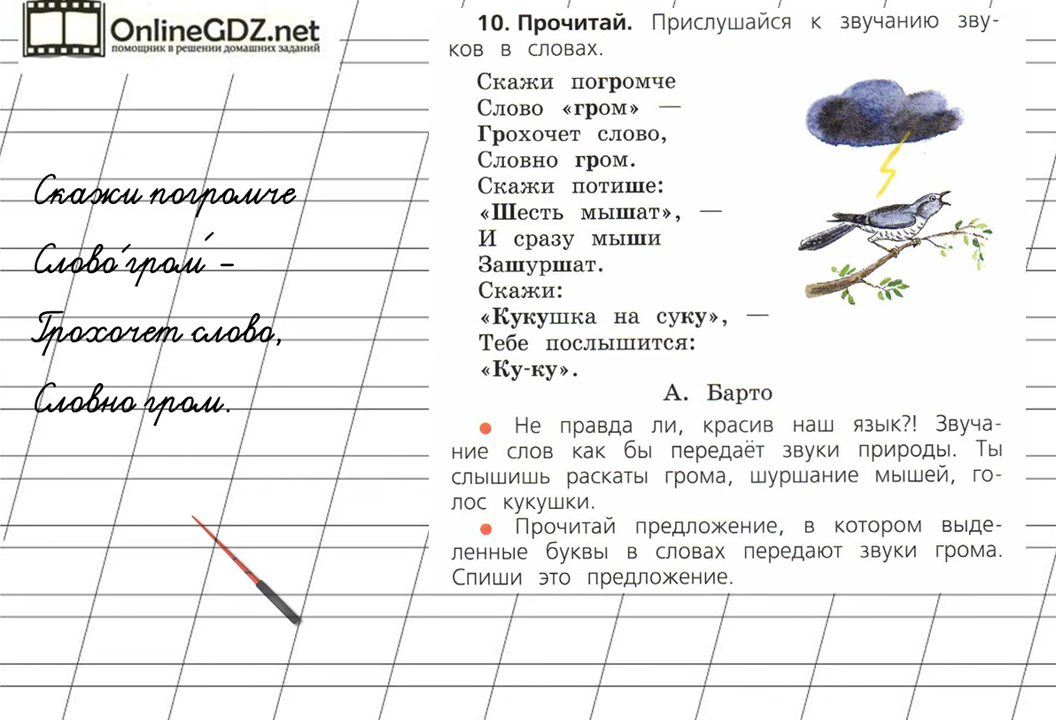 OnlineGDZ.net
помощник в решении домашних заданий
Скажи погромче
Слово "гром" –
Грохочет слово,
Словно гром.
10. Прочитай. Прислушайся к звучанию зву-
ков в словах.
Скажи погромче
Слово «гром» —
Грохочет слово,
Словно гром.
Скажи потише:
«Шесть мышат», —
И сразу мыши
Зашуршат.
Скажи:
«Кукушка на суку», —
Тебе послышится:
«Ку-ку».
А. Барто
● Не правда ли, красив наш язык?! Звуча-
ние слов как бы передаёт звуки природы. Ты
слышишь раскаты грома, шуршание мышей, го-
лос кукушки.
● Прочитай предложение, в котором выде-
ленные буквы в словах передают звуки грома.
Спиши это предложение.